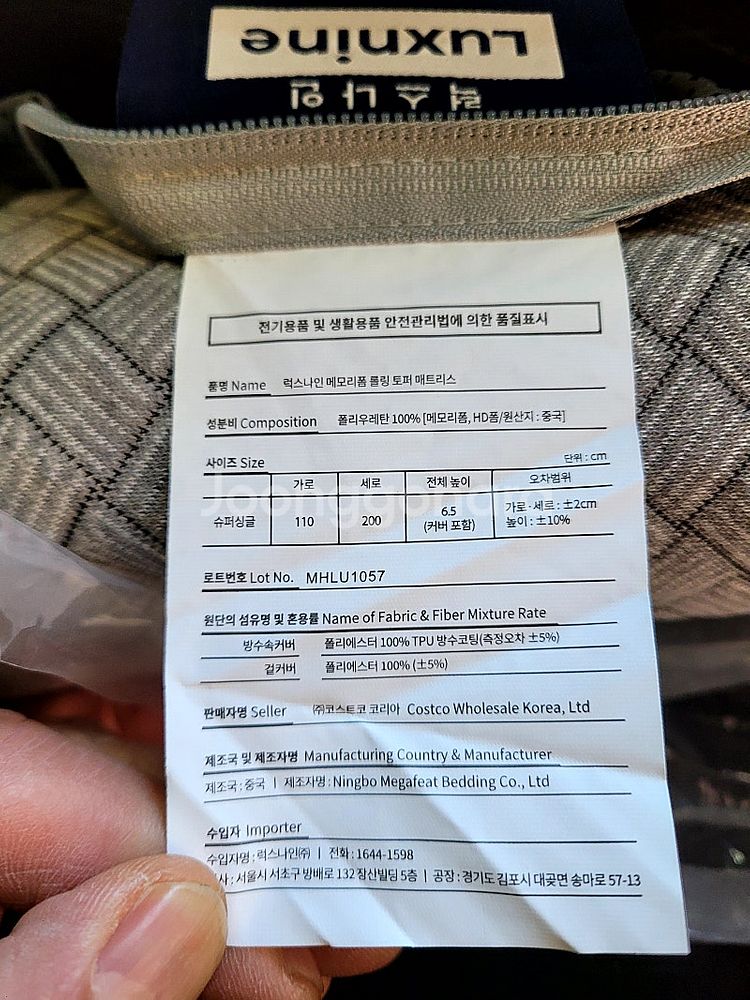 Luxnine
럭스나인
전기용품 및 생활용품 안전관리법에 의한 품질표시
품명 Name 럭스나인 메모리폼 롤링 토퍼 매트리스
성분비 Composition 폴리우레탄 100% [메모리폼, HD폼/원산지 : 중국]
사이즈 Size 단위 : cm
가로 세로 전체 높이 오차범위
슈퍼싱글 110 200 6.5 (커버 포함) 가로·세로 : ±2cm 높이 : ±10%
Joonggonara
로트번호 Lot No. MHLU1057
원단의 섬유명 및 혼용률 Name of Fabric & Fiber Mixture Rate
방수속커버 폴리에스터 100% TPU 방수코팅(측정오차 ±5%)
겉커버 폴리에스터 100% (±5%)
판매자명 Seller ㈜코스트코 코리아 Costco Wholesale Korea, Ltd
제조국 및 제조자명 Manufacturing Country & Manufacturer
제조국 : 중국 | 제조자명 : Ningbo Megafeat Bedding Co., Ltd
수입자 Importer
수입자명 : 럭스나인㈜ | 전화 : 1644-1598
사 : 서울시 서초구 방배로 132 장산빌딩 5층 | 공장 : 경기도 김포시 대곶면 송마로 57-13